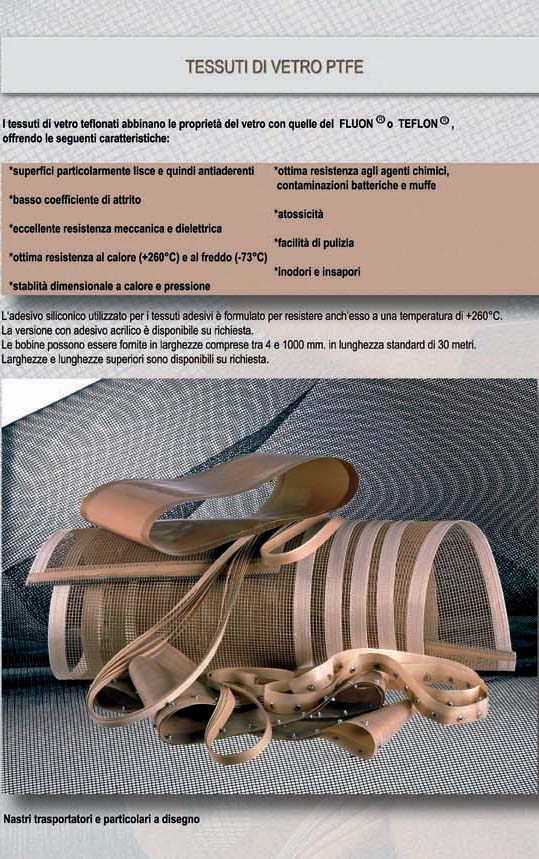 TESSUTI DI VETRO PTFE
I tessuti di vetro teflonati abbinano le proprietà del vetro con quelle del FLUON ® o TEFLON ® ,
offrendo le seguenti caratteristiche:
*superfici particolarmente lisce e quindi antiaderenti
*basso coefficiente di attrito
*eccellente resistenza meccanica e dielettrica
*ottima resistenza al calore (+260°C) e al freddo (-73°C)
*stablità dimensionale a calore e pressione
*ottima resistenza agli agenti chimici,
contaminazioni batteriche e muffe
*atossicità
*facilità di pulizia
*inodori e insapori
L'adesivo siliconico utilizzato per i tessuti adesivi è formulato per resistere anch'esso a una temperatura di +260°C.
La versione con adesivo acrilico è disponibile su richiesta.
Le bobine possono essere fornite in larghezze comprese tra 4 e 1000 mm. in lunghezza standard di 30 metri.
Larghezze e lunghezze superiori sono disponibili su richiesta.
Nastri trasportatori e particolari a disegno